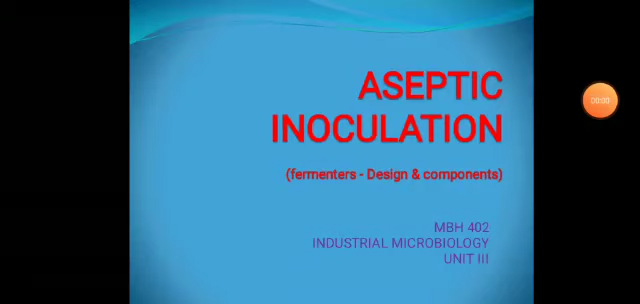 ASEPTIC
INOCULATION
(fermenters - Design & components)
MBH 402
INDUSTRIAL MICROBIOLOGY
UNIT III
00:00